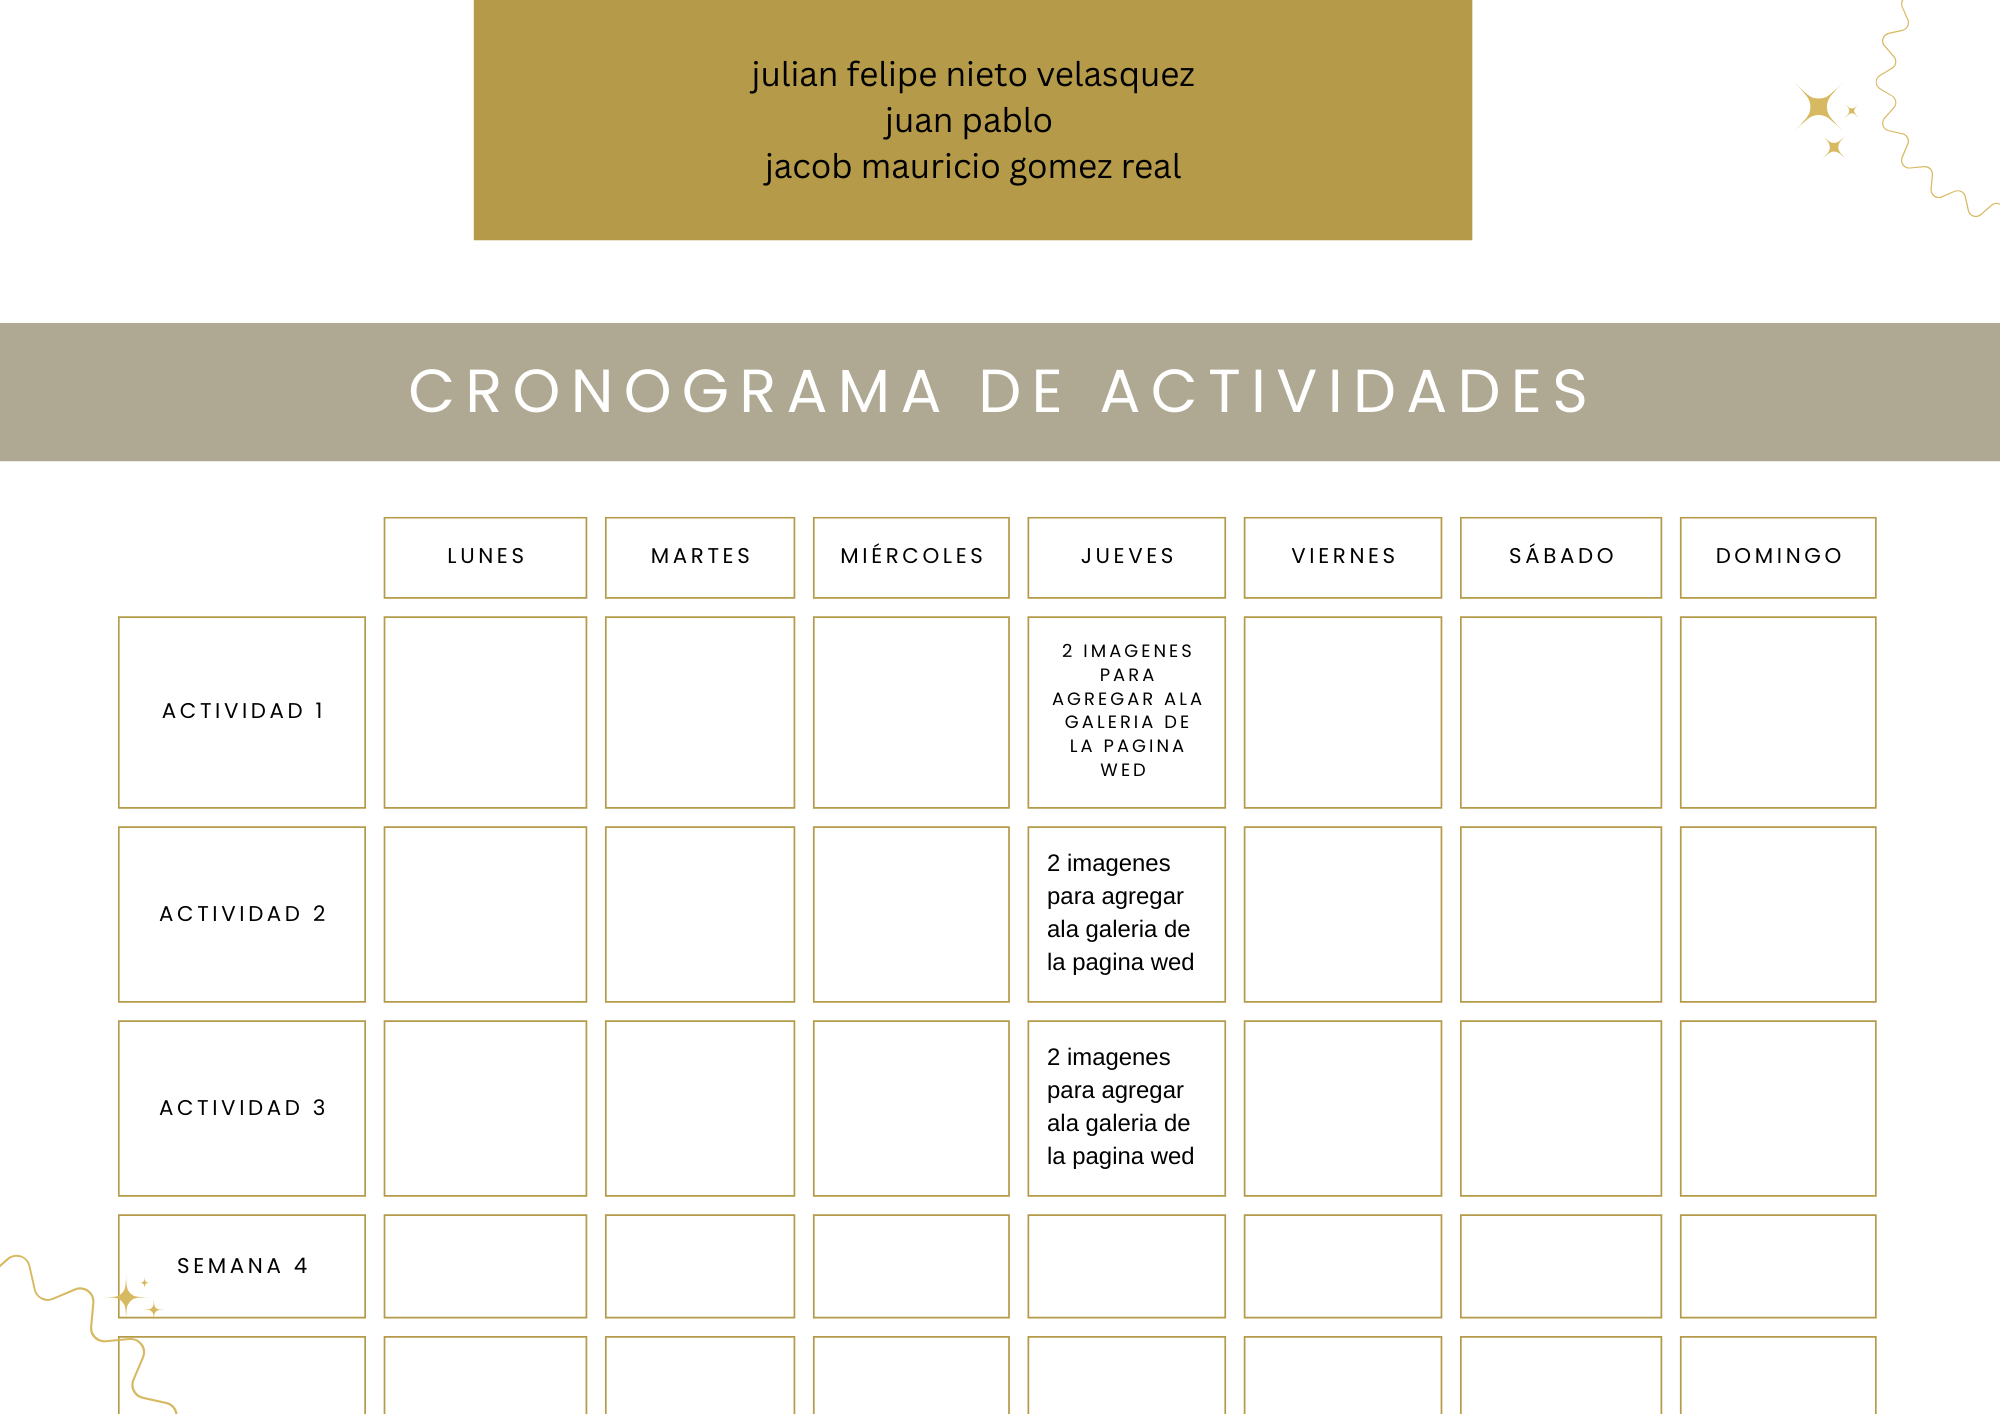 julian felipe nieto velasquez
juan pablo
jacob mauricio gomez real
CRONOGRAMA DE ACTIVIDADES
LUNES MARTES MIÉRCOLES JUEVES VIERNES SÁBADO DOMINGO
ACTIVIDAD 1
2 IMAGENES
PARA
AGREGAR ALA
GALERIA DE
LA PAGINA
WED
ACTIVIDAD 2
2 imagenes
para agregar
ala galeria de
la pagina wed
ACTIVIDAD 3
2 imagenes
para agregar
ala galeria de
la pagina wed
SEMANA 4